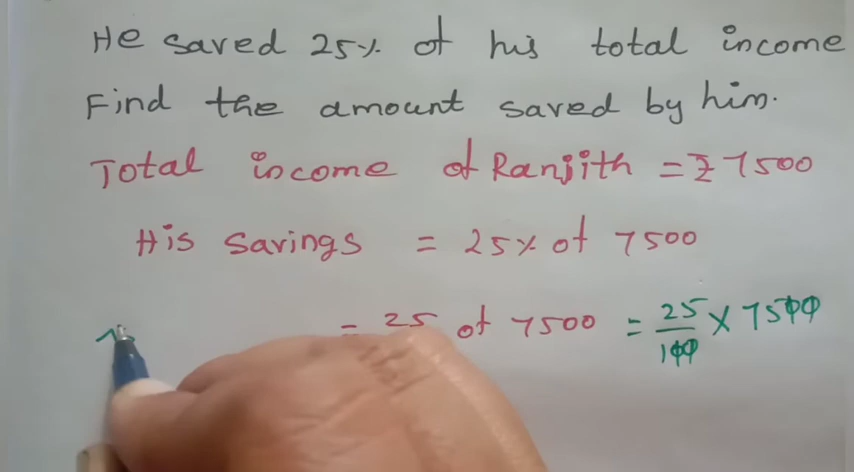 He saved 25% of his total income
Find the amount saved by him.
Total income of Ranjith = ₹ 7500
His savings = 25% of 7500
= 25 of 7500 = 25/100 × 7500